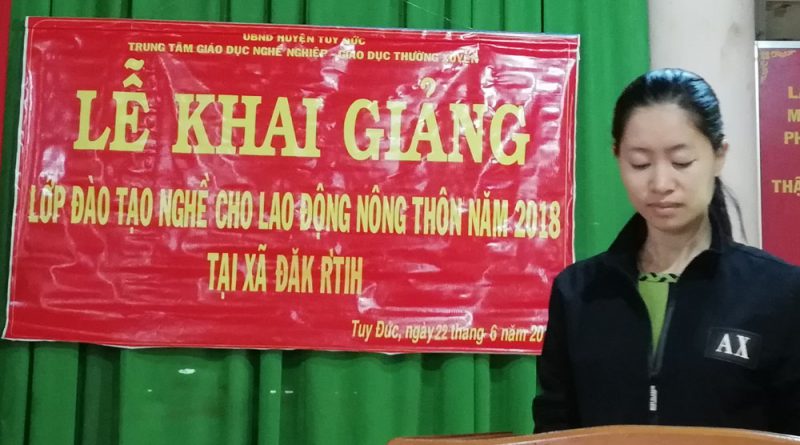 UBND HUYỆN TUY ĐỨC
TRUNG TÂM GIÁO DỤC NGHỀ NGHIỆP - GIÁO DỤC THƯỜNG XUYÊN
LỄ KHAI GIẢNG
LỚP ĐÀO TẠO NGHỀ CHO LAO ĐỘNG NÔNG THÔN NĂM 2018
TẠI XÃ ĐĂK R'TIH
Tuy Đức, ngày 22 tháng 6 năm 20
AX
THẬ